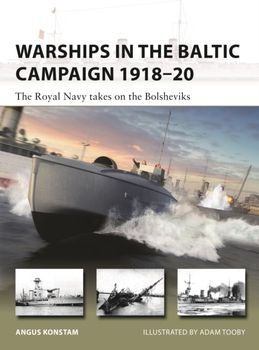 WARSHIPS IN THE BALTIC
CAMPAIGN 1918–20
The Royal Navy takes on the Bolsheviks
ANGUS KONSTAM
ILLUSTRATED BY ADAM TOOBY